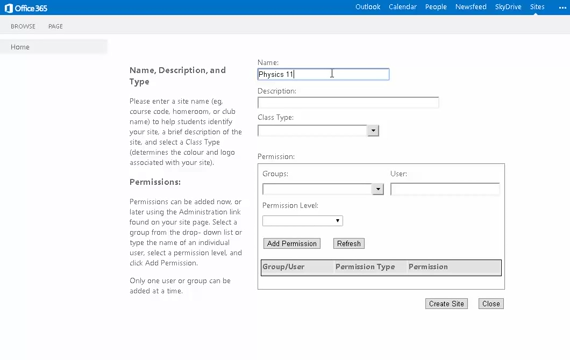 Office 365
Outlook Calendar People Newsfeed SkyDrive Sites ...
BROWSE PAGE
Home
Name, Description, and
Type
Please enter a site name (eg.
course code, homeroom, or club
name) to help students identify
your site, a brief description of the
site, and select a Class Type
(determines the colour and logo
associated with your site).
Permissions:
Permissions can be added now, or
later using the Administration link
found on your site page. Select a
group from the drop- down list or
type the name of an individual
user, select a permission level, and
click Add Permission.
Only one user or group can be
added at a time.
Name:
Physics 11
Description:
Class Type:
Permission:
Groups: User:
Permission Level:
Add Permission Refresh
Group/User Permission Type Permission
Create Site Close